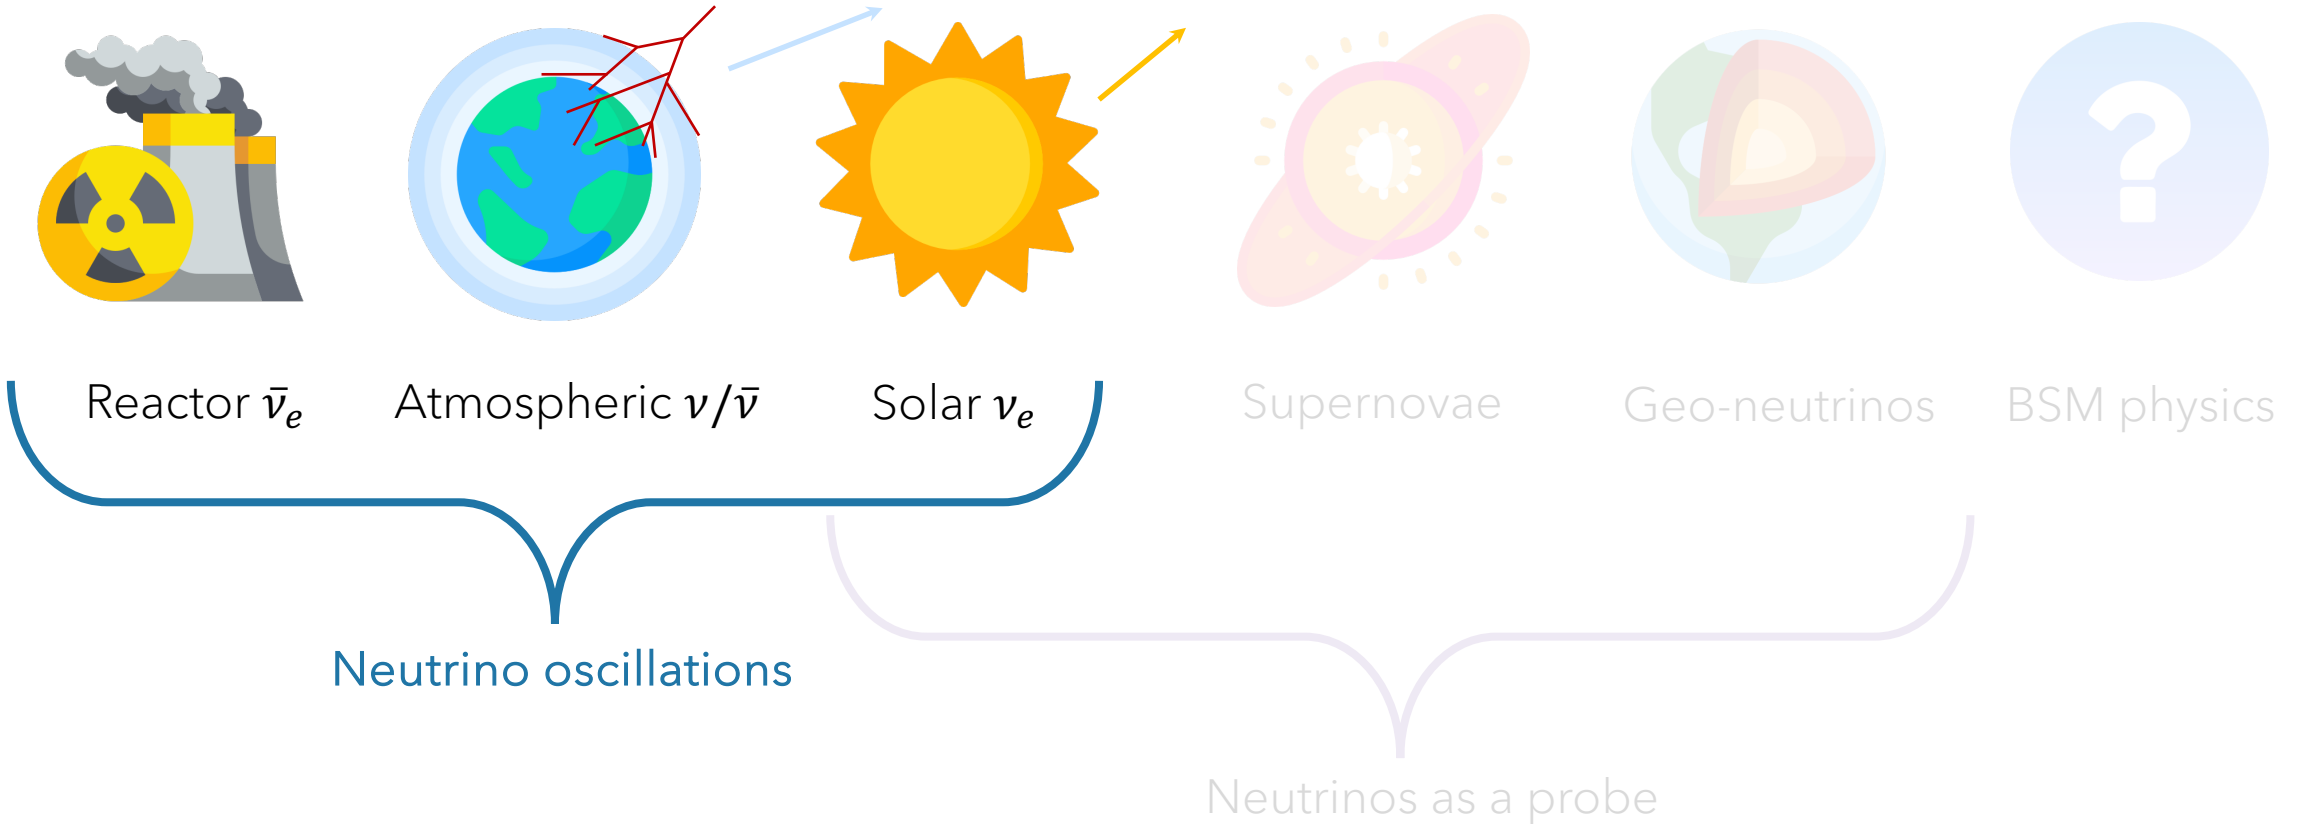 Reactor ν̄ₑ
Atmospheric ν/ν̄
Solar νₑ
Supernovae
Geo-neutrinos
BSM physics
Neutrino oscillations
Neutrinos as a probe
?